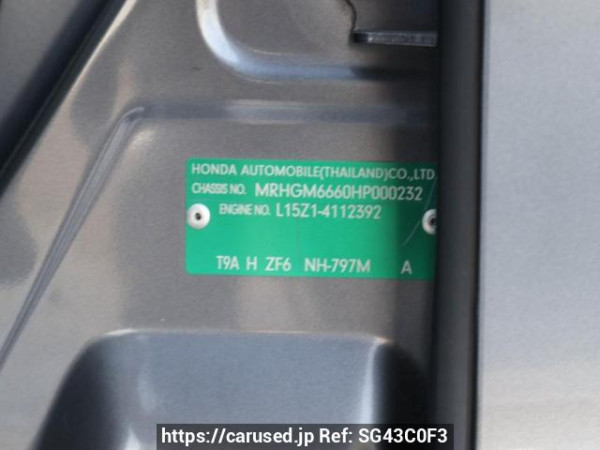 HONDA AUTOMOBILE(THAILAND)CO.,LTD
CHASSIS NO. MRHGM6660HP000232
ENGINE NO. L15Z1-4112392
T9A H ZF6 NH-797M A
https://carused.jp Ref: SG43C0F3